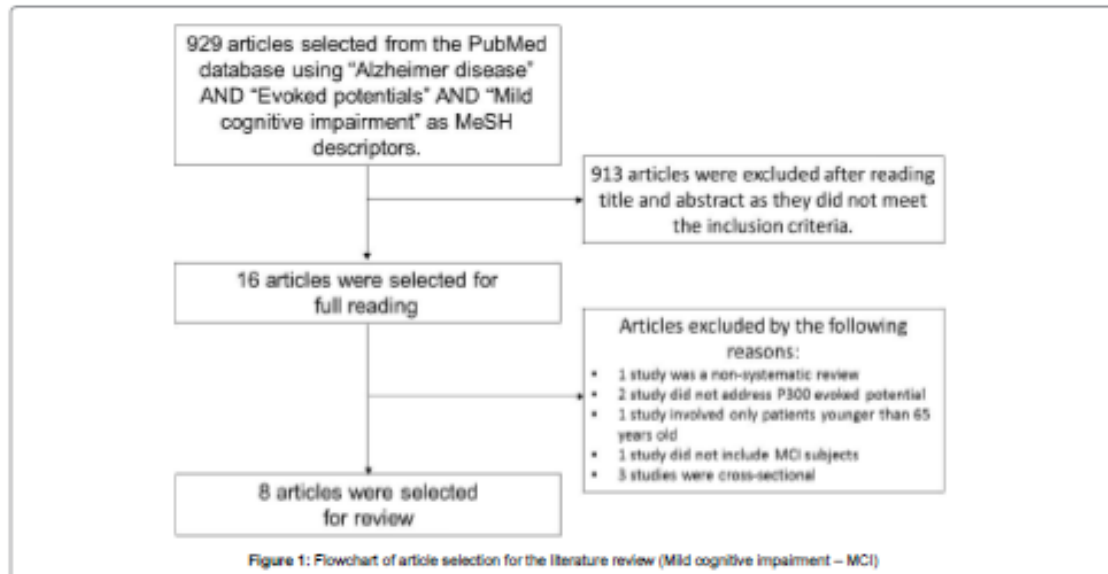 929 articles selected from the PubMed
database using “Alzheimer disease”
AND “Evoked potentials” AND “Mild
cognitive impairment” as MeSH
descriptors.
913 articles were excluded after reading
title and abstract as they did not meet
the inclusion criteria.
16 articles were selected for
full reading
Articles excluded by the following
reasons:
• 1 study was a non-systematic review
• 2 study did not address P300 evoked potential
• 1 study involved only patients younger than 65
years old
• 1 study did not include MCI subjects
• 3 studies were cross-sectional
8 articles were selected
for review
Figure 1: Flowchart of article selection for the literature review (Mild cognitive impairment – MCI)